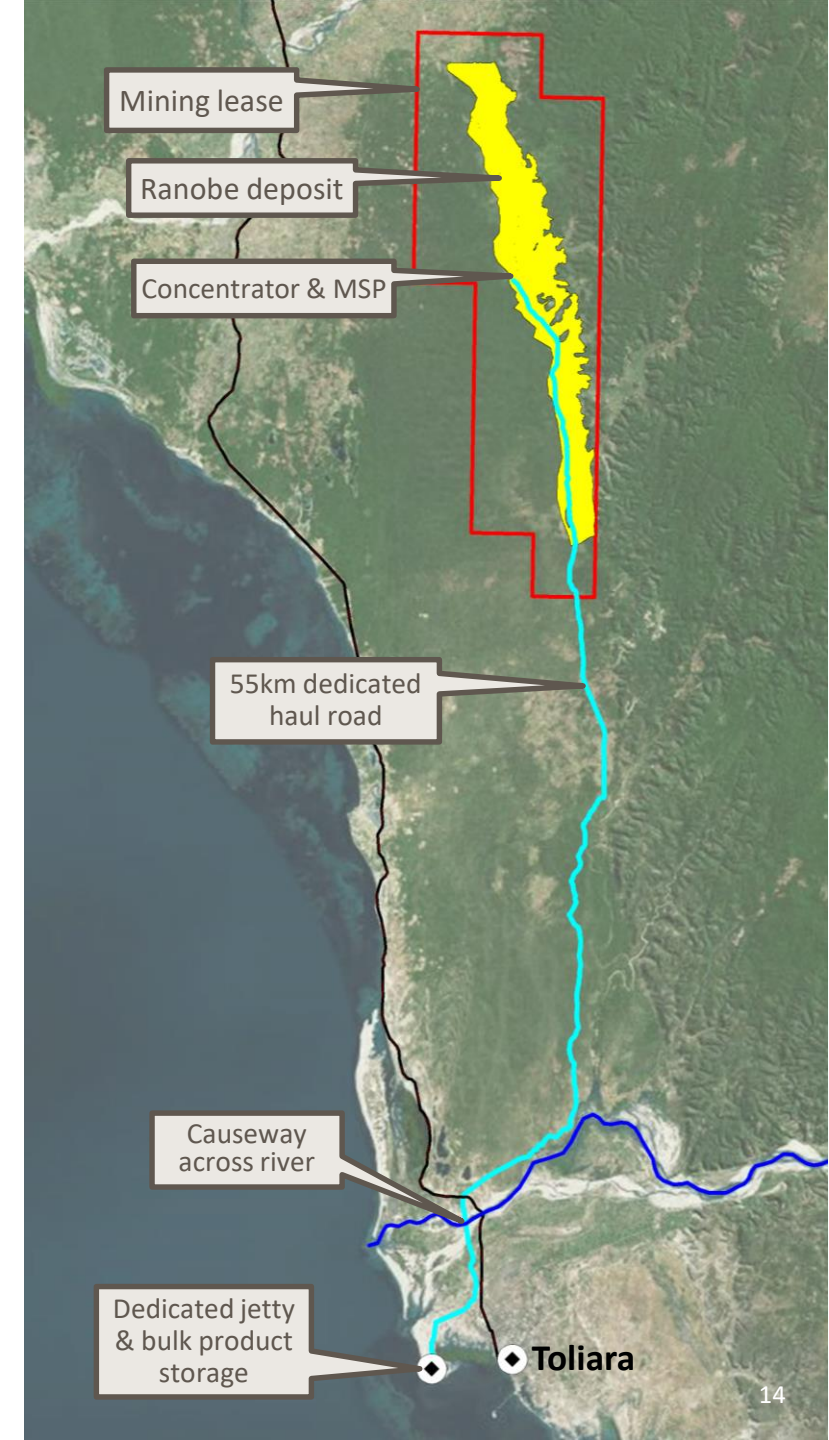 Mining lease
Ranobe deposit
Concentrator & MSP
55km dedicated
haul road
Causeway
across river
Dedicated jetty
& bulk product
storage
Toliara
14